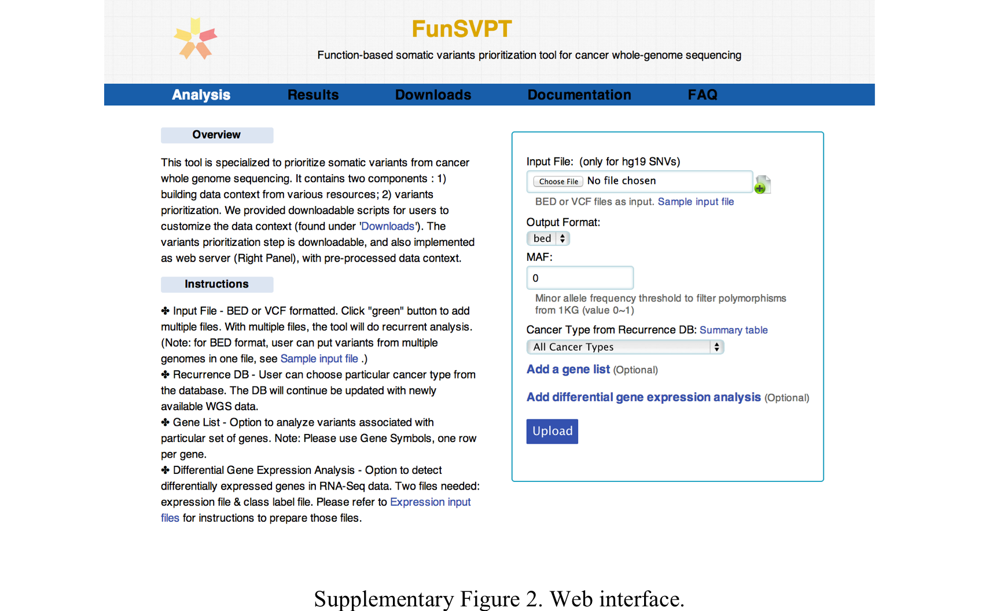 FunSVPT
Function-based somatic variants prioritization tool for cancer whole-genome sequencing
Analysis
Results
Downloads
Documentation
FAQ
Overview
This tool is specialized to prioritize somatic variants from cancer
whole genome sequencing. It contains two components : 1)
building data context from various resources; 2) variants
prioritization. We provided downloadable scripts for users to
customize the data context (found under 'Downloads'). The
variants prioritization step is downloadable, and also implemented
as web server (Right Panel), with pre-processed data context.
Instructions
✤ Input File - BED or VCF formatted. Click "green" button to add
multiple files. With multiple files, the tool will do recurrent analysis.
(Note: for BED format, user can put variants from multiple
genomes in one file, see Sample input file .)
✤ Recurrence DB - User can choose particular cancer type from
the database. The DB will continue be updated with newly
available WGS data.
✤ Gene List - Option to analyze variants associated with
particular set of genes. Note: Please use Gene Symbols, one row
per gene.
✤ Differential Gene Expression Analysis - Option to detect
differentially expressed genes in RNA-Seq data. Two files needed:
expression file & class label file. Please refer to Expression input
files for instructions to prepare those files.
Input File: (only for hg19 SNVs)
Choose File No file chosen
BED or VCF files as input. Sample input file
Output Format:
bed
MAF:
0
Minor allele frequency threshold to filter polymorphisms
from 1KG (value 0~1)
Cancer Type from Recurrence DB: Summary table
All Cancer Types
Add a gene list (Optional)
Add differential gene expression analysis (Optional)
Upload
Supplementary Figure 2. Web interface.